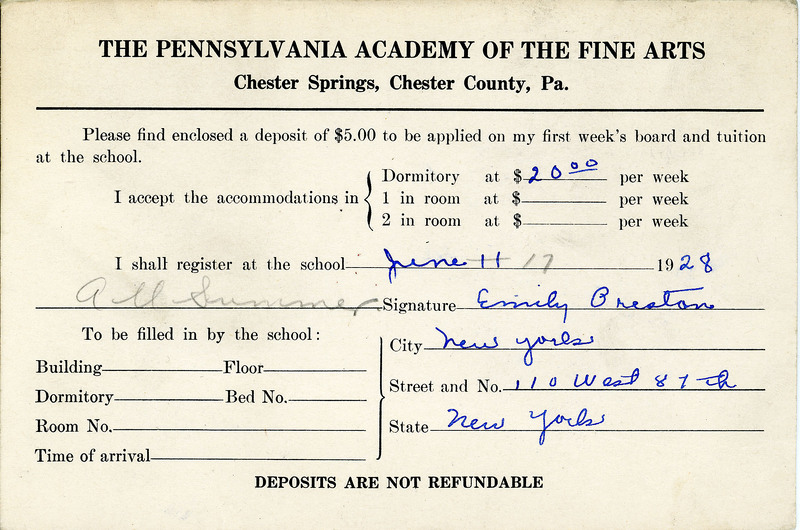 THE PENNSYLVANIA ACADEMY OF THE FINE ARTS
Chester Springs, Chester County, Pa.
Please find enclosed a deposit of $5.00 to be applied on my first week's board and tuition
at the school.
I accept the accommodations in
Dormitory at $ 20 00 per week
1 in room at $ per week
2 in room at $ per week
I shall register at the school June 11 17 1928
All Summer Signature Emily Preston
To be filled in by the school:
Building Floor
Dormitory Bed No.
Room No.
Time of arrival
City New York
Street and No. 110 West 87th
State New York
DEPOSITS ARE NOT REFUNDABLE